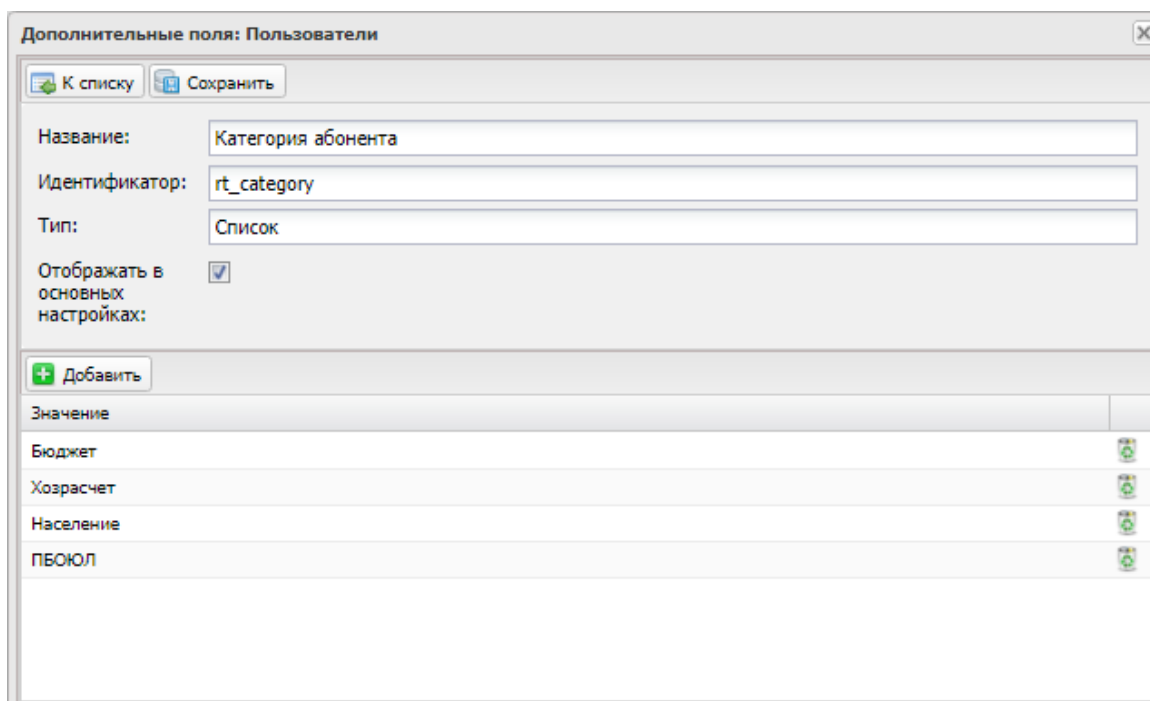 Дополнительные поля: Пользователи
К списку Сохранить
Название: Категория абонента
Идентификатор: rt_category
Тип: Список
Отображать в
основных
настройках:
Добавить
Значение
Бюджет
Хозрасчет
Население
ПБОЮЛ